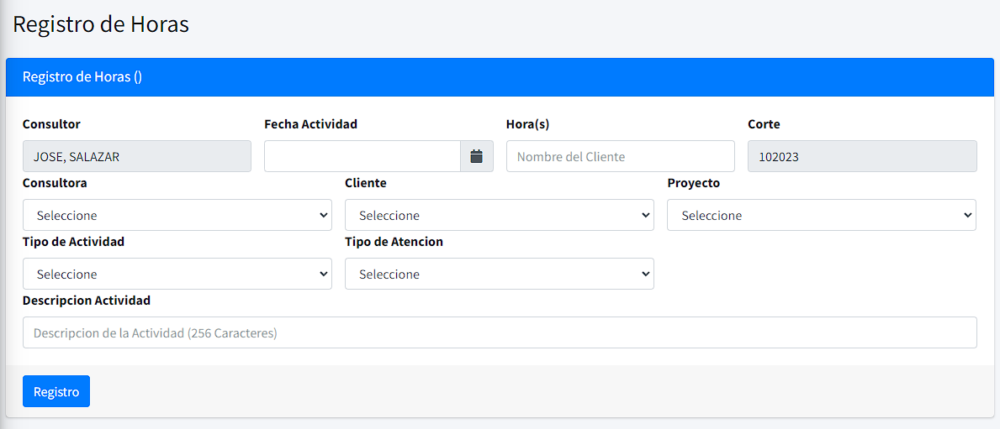 Registro de Horas
Registro de Horas ()
Consultor Fecha Actividad Hora(s) Corte
JOSE, SALAZAR Nombre del Cliente 102023
Consultora Cliente Proyecto
Seleccione Seleccione Seleccione
Tipo de Actividad Tipo de Atencion
Seleccione Seleccione
Descripcion Actividad
Descripcion de la Actividad (256 Caracteres)
Registro